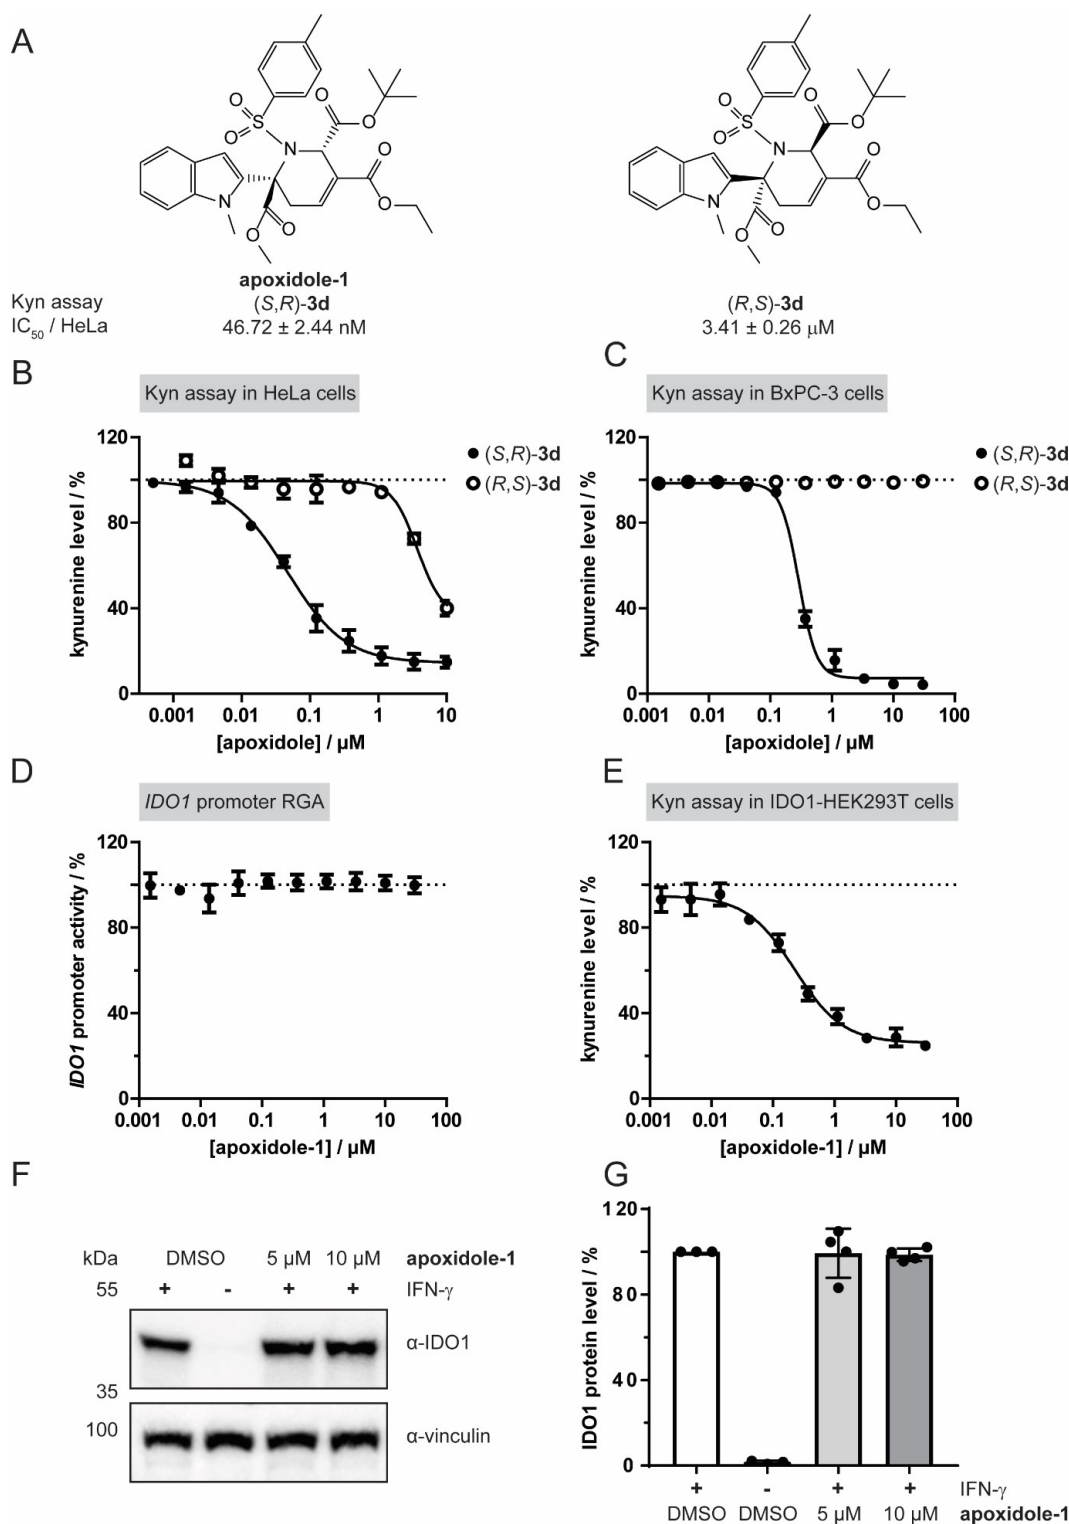 A
O
O
S
O
N
O
O
O
N
O
O
O
S
O
N
O
O
O
N
O
O
O
O
O
O
apoxidole-1
Kyn assay (S,R)-3d (R,S)-3d
IC50 / HeLa 46.72 ± 2.44 nM 3.41 ± 0.26 µM
B
Kyn assay in HeLa cells
120
80
40
0
kynurenine level / %
0.001 0.01 0.1 1 10
[apoxidole] / µM
(S,R)-3d
(R,S)-3d
C
Kyn assay in BxPC-3 cells
120
80
40
0
kynurenine level / %
0.001 0.01 0.1 1 10 100
[apoxidole] / µM
(S,R)-3d
(R,S)-3d
D
IDO1 promoter RGA
120
80
40
0
IDO1 promoter activity / %
0.001 0.01 0.1 1 10 100
[apoxidole-1] / µM
E
Kyn assay in IDO1-HEK293T cells
120
80
40
0
kynurenine level / %
0.001 0.01 0.1 1 10 100
[apoxidole-1] / µM
F
kDa DMSO 5 µM 10 µM apoxidole-1
55 + - + + IFN-γ
α-IDO1
35
100
α-vinculin
G
120
80
40
0
IDO1 protein level / %
+ - + + IFN-γ
DMSO DMSO 5 µM 10 µM apoxidole-1